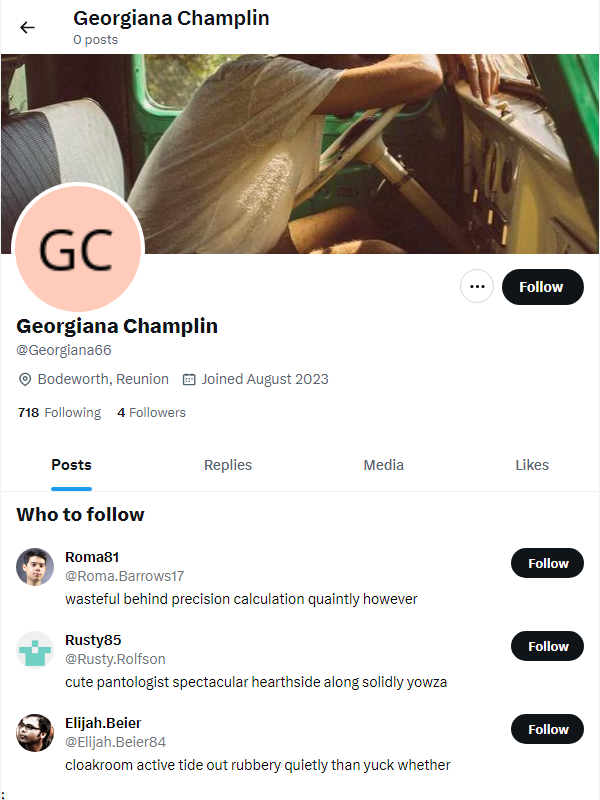 Georgiana Champlin
0 posts
GC
Follow
Georgiana Champlin
@Georgiana66
Bodeworth, Reunion Joined August 2023
718 Following 4 Followers
Posts Replies Media Likes
Who to follow
Roma81
@Roma.Barrows17
Follow
wasteful behind precision calculation quaintly however
Rusty85
@Rusty.Rolfson
Follow
cute pantologist spectacular hearthside along solidly yowza
Elijah.Beier
@Elijah.Beier84
Follow
cloakroom active tide out rubbery quietly than yuck whether
;